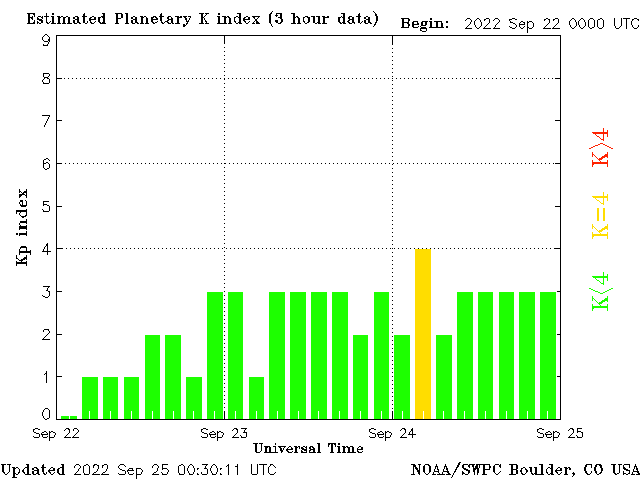 Estimated Planetary K index (3 hour data) Begin: 2022 Sep 22 0000 UTC
9
8
7
6
5
4
3
2
1
0
Kp index
K>4
K=4
K<4
Sep 22 Sep 23 Sep 24 Sep 25
Universal Time
Updated 2022 Sep 25 00:30:11 UTC NOAA/SWPC Boulder, CO USA